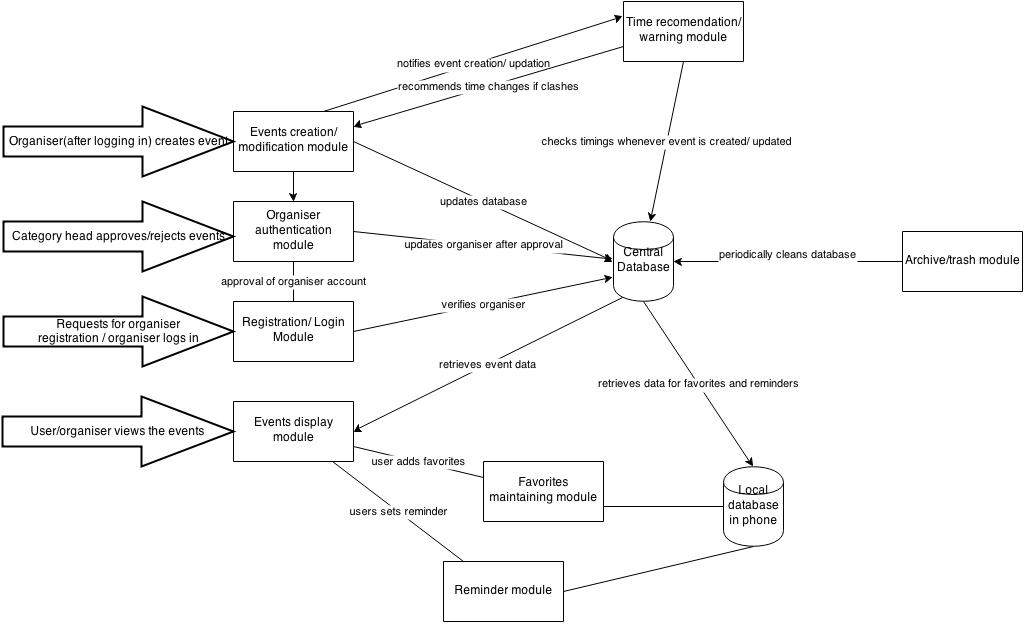 Time recomendation/
warning module
notifies event creation/ updation
recommends time changes if clashes
Organiser(after logging in) creates event
Events creation/
modification module
checks timings whenever event is created/ updated
updates database
Category head approves/rejects events
Organiser
authentication
module
updates organiser after approval
Central
Database
periodically cleans database
Archive/trash module
approval of organiser account
verifies organiser
Requests for organiser
registration / organiser logs in
Registration/ Login
Module
retrieves event data
retrieves data for favorites and reminders
User/organiser views the events
Events display
module
user adds favorites
Favorites
maintaining module
Local
database
in phone
users sets reminder
Reminder module